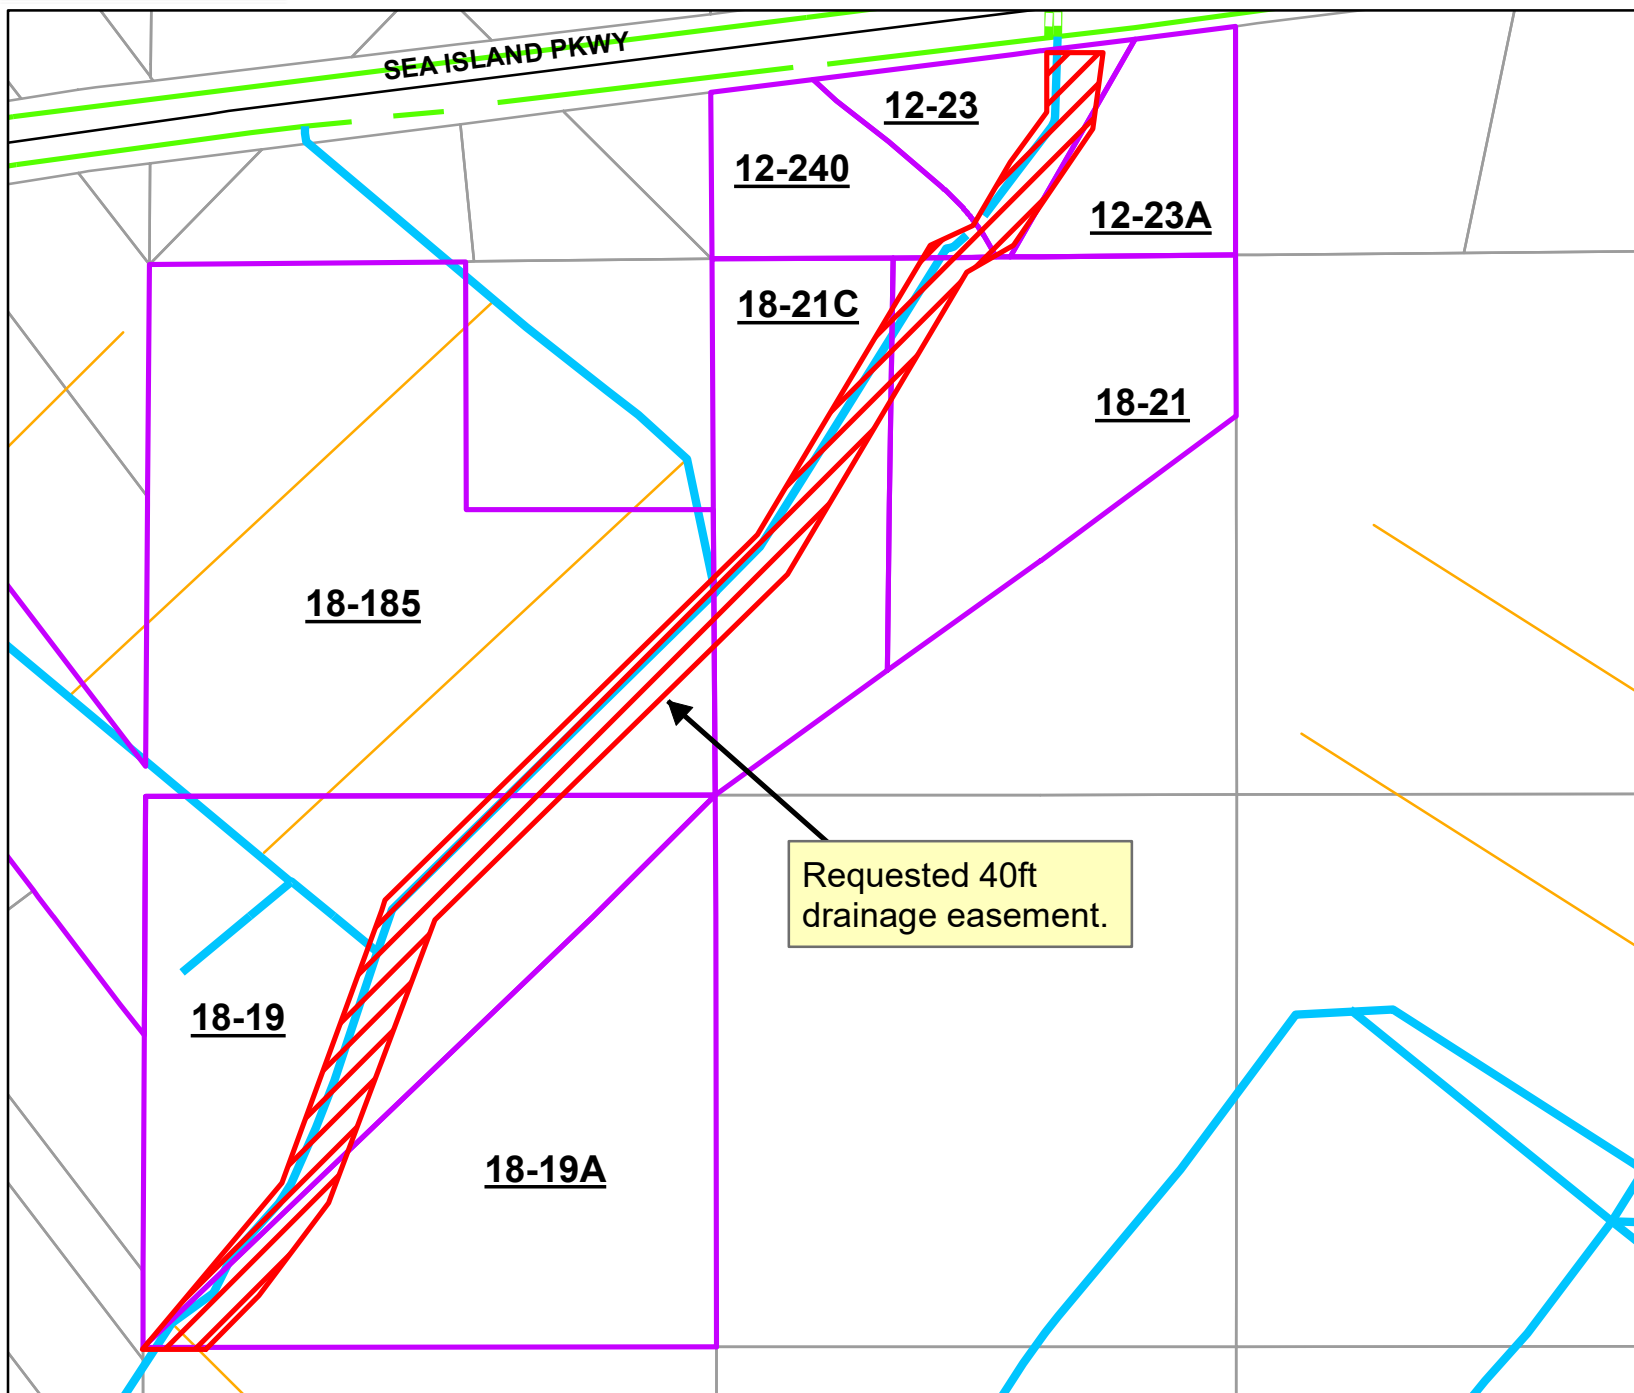 SEA ISLAND PKWY
12-23
12-240
12-23A
18-21C
18-21
18-185
Requested 40ft
drainage easement.
18-19
18-19A